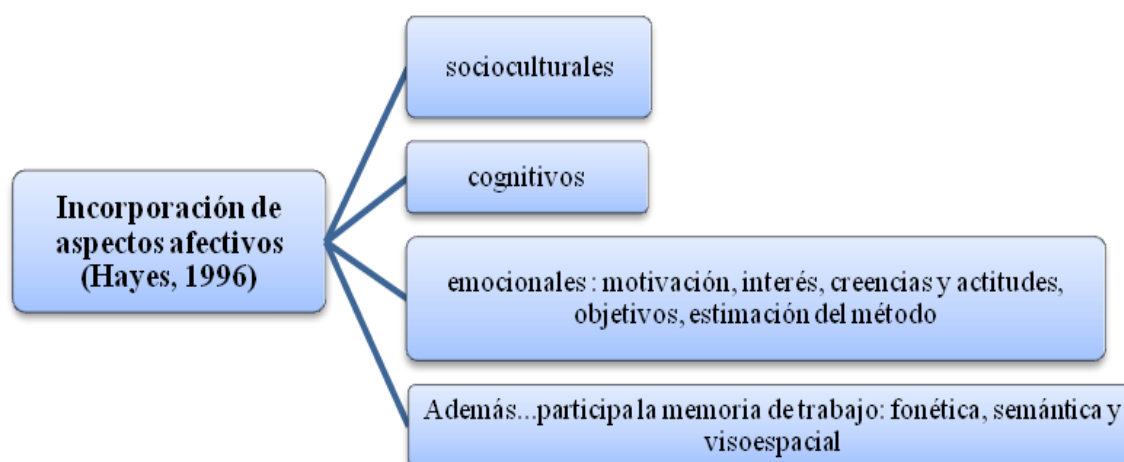 Incorporación de
aspectos afectivos
(Hayes, 1996)
socioculturales
cognitivos
emocionales : motivación, interés, creencias y actitudes,
objetivos, estimación del método
Además...participa la memoria de trabajo: fonética, semántica y
visoespacial